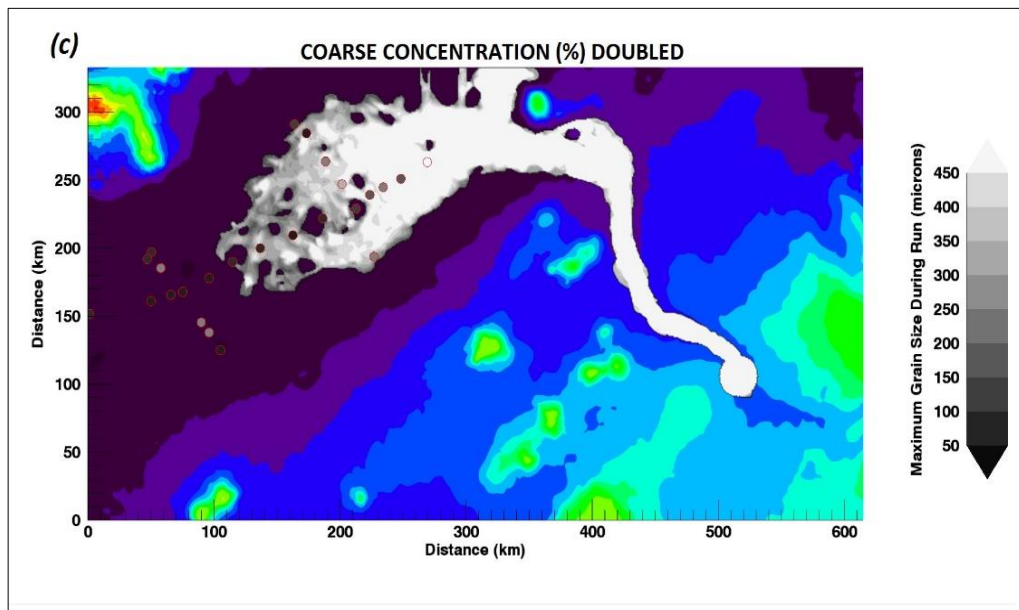 (c)
COARSE CONCENTRATION (%) DOUBLED
300
250
200
150
100
50
0
Distance (km)
0 100 200 300 400 500 600
Distance (km)
Maximum Grain Size During Run (microns)
450
400
350
300
250
200
150
100
50